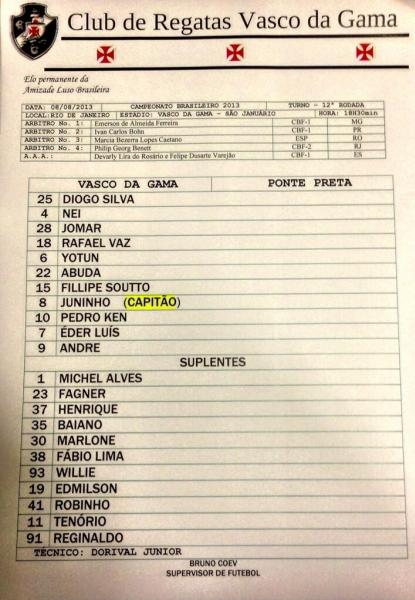 Club de Regatas Vasco da Gama
Elo permanente da
Amizade Luso Brasileira
DATA: 08/08/2013 CAMPEONATO BRASILEIRO 2013 TURNO - 12ª RODADA
LOCAL:RIO DE JANEIRO ESTADIO: VASCO DA GAMA - SÃO JANUÁRIO HORA: 18H30min
ARBITRO No. 1: Emerson de Almeida Ferreira CBF-1 MG
ARBITRO No. 2: Ivan Carlos Bohn CBF-1 PR
ARBITRO No. 3: Marcia Bezerra Lopes Caetano ESP RO
ARBITRO No. 4: Philip Georg Benett CBF-2 RJ
A.A.A.: Devarly Lira do Rosário e Felipe Dusarte Varejão CBF-1 ES
VASCO DA GAMA PONTE PRETA
25 DIOGO SILVA
4 NEI
28 JOMAR
18 RAFAEL VAZ
6 YOTUN
22 ABUDA
15 FILLIPE SOUTTO
8 JUNINHO (CAPITÃO)
10 PEDRO KEN
7 ÉDER LUÍS
9 ANDRE
SUPLENTES
1 MICHEL ALVES
23 FAGNER
37 HENRIQUE
35 BAIANO
30 MARLONE
38 FÁBIO LIMA
93 WILLIE
19 EDMILSON
41 ROBINHO
11 TENÓRIO
91 REGINALDO
TÉCNICO: DORIVAL JUNIOR
BRUNO COEV
SUPERVISOR DE FUTEBOL